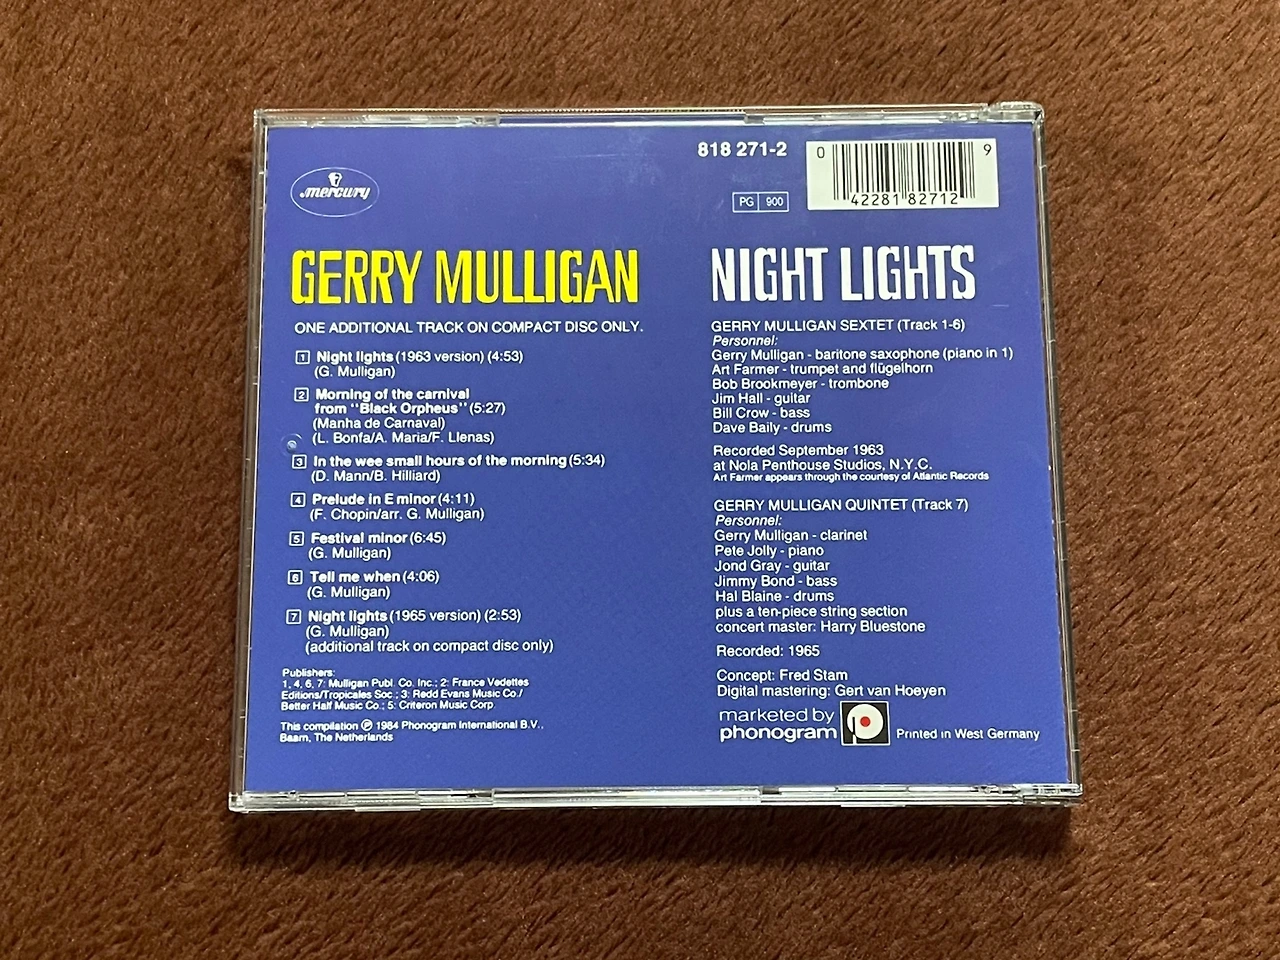 mercury
818 271-2
0 42281 82712 9
PG 900
GERRY MULLIGAN
NIGHT LIGHTS
ONE ADDITIONAL TRACK ON COMPACT DISC ONLY.
1 Night lights (1963 version) (4:53)
(G. Mulligan)
2 Morning of the carnival
from "Black Orpheus" (5:27)
(Manha de Carnaval)
(L. Bonfa/A. Maria/F. Llenas)
3 In the wee small hours of the morning (5:34)
(D. Mann/B. Hilliard)
4 Prelude in E minor (4:11)
(F. Chopin/arr. G. Mulligan)
5 Festival minor (6:45)
(G. Mulligan)
6 Tell me when (4:06)
(G. Mulligan)
7 Night lights (1965 version) (2:53)
(G. Mulligan)
(additional track on compact disc only)
Publishers:
1, 4, 6, 7: Mulligan Publ. Co. Inc.; 2: France Vedettes
Editions/Tropicales Soc.; 3: Redd Evans Music Co./
Better Half Music Co.; 5: Criteron Music Corp.
This compilation ℗ 1984 Phonogram International B.V.,
Baarn, The Netherlands
GERRY MULLIGAN SEXTET (Track 1-6)
Personnel:
Gerry Mulligan - baritone saxophone (piano in 1)
Art Farmer - trumpet and flügelhorn
Bob Brookmeyer - trombone
Jim Hall - guitar
Bill Crow - bass
Dave Baily - drums
Recorded September 1963
at Nola Penthouse Studios, N.Y.C.
Art Farmer appears through the courtesy of Atlantic Records
GERRY MULLIGAN QUINTET (Track 7)
Personnel:
Gerry Mulligan - clarinet
Pete Jolly - piano
Jond Gray - guitar
Jimmy Bond - bass
Hal Blaine - drums
plus a ten-piece string section
concert master: Harry Bluestone
Recorded: 1965
Concept: Fred Stam
Digital mastering: Gert van Hoeyen
marketed by
phonogram
Printed in West Germany